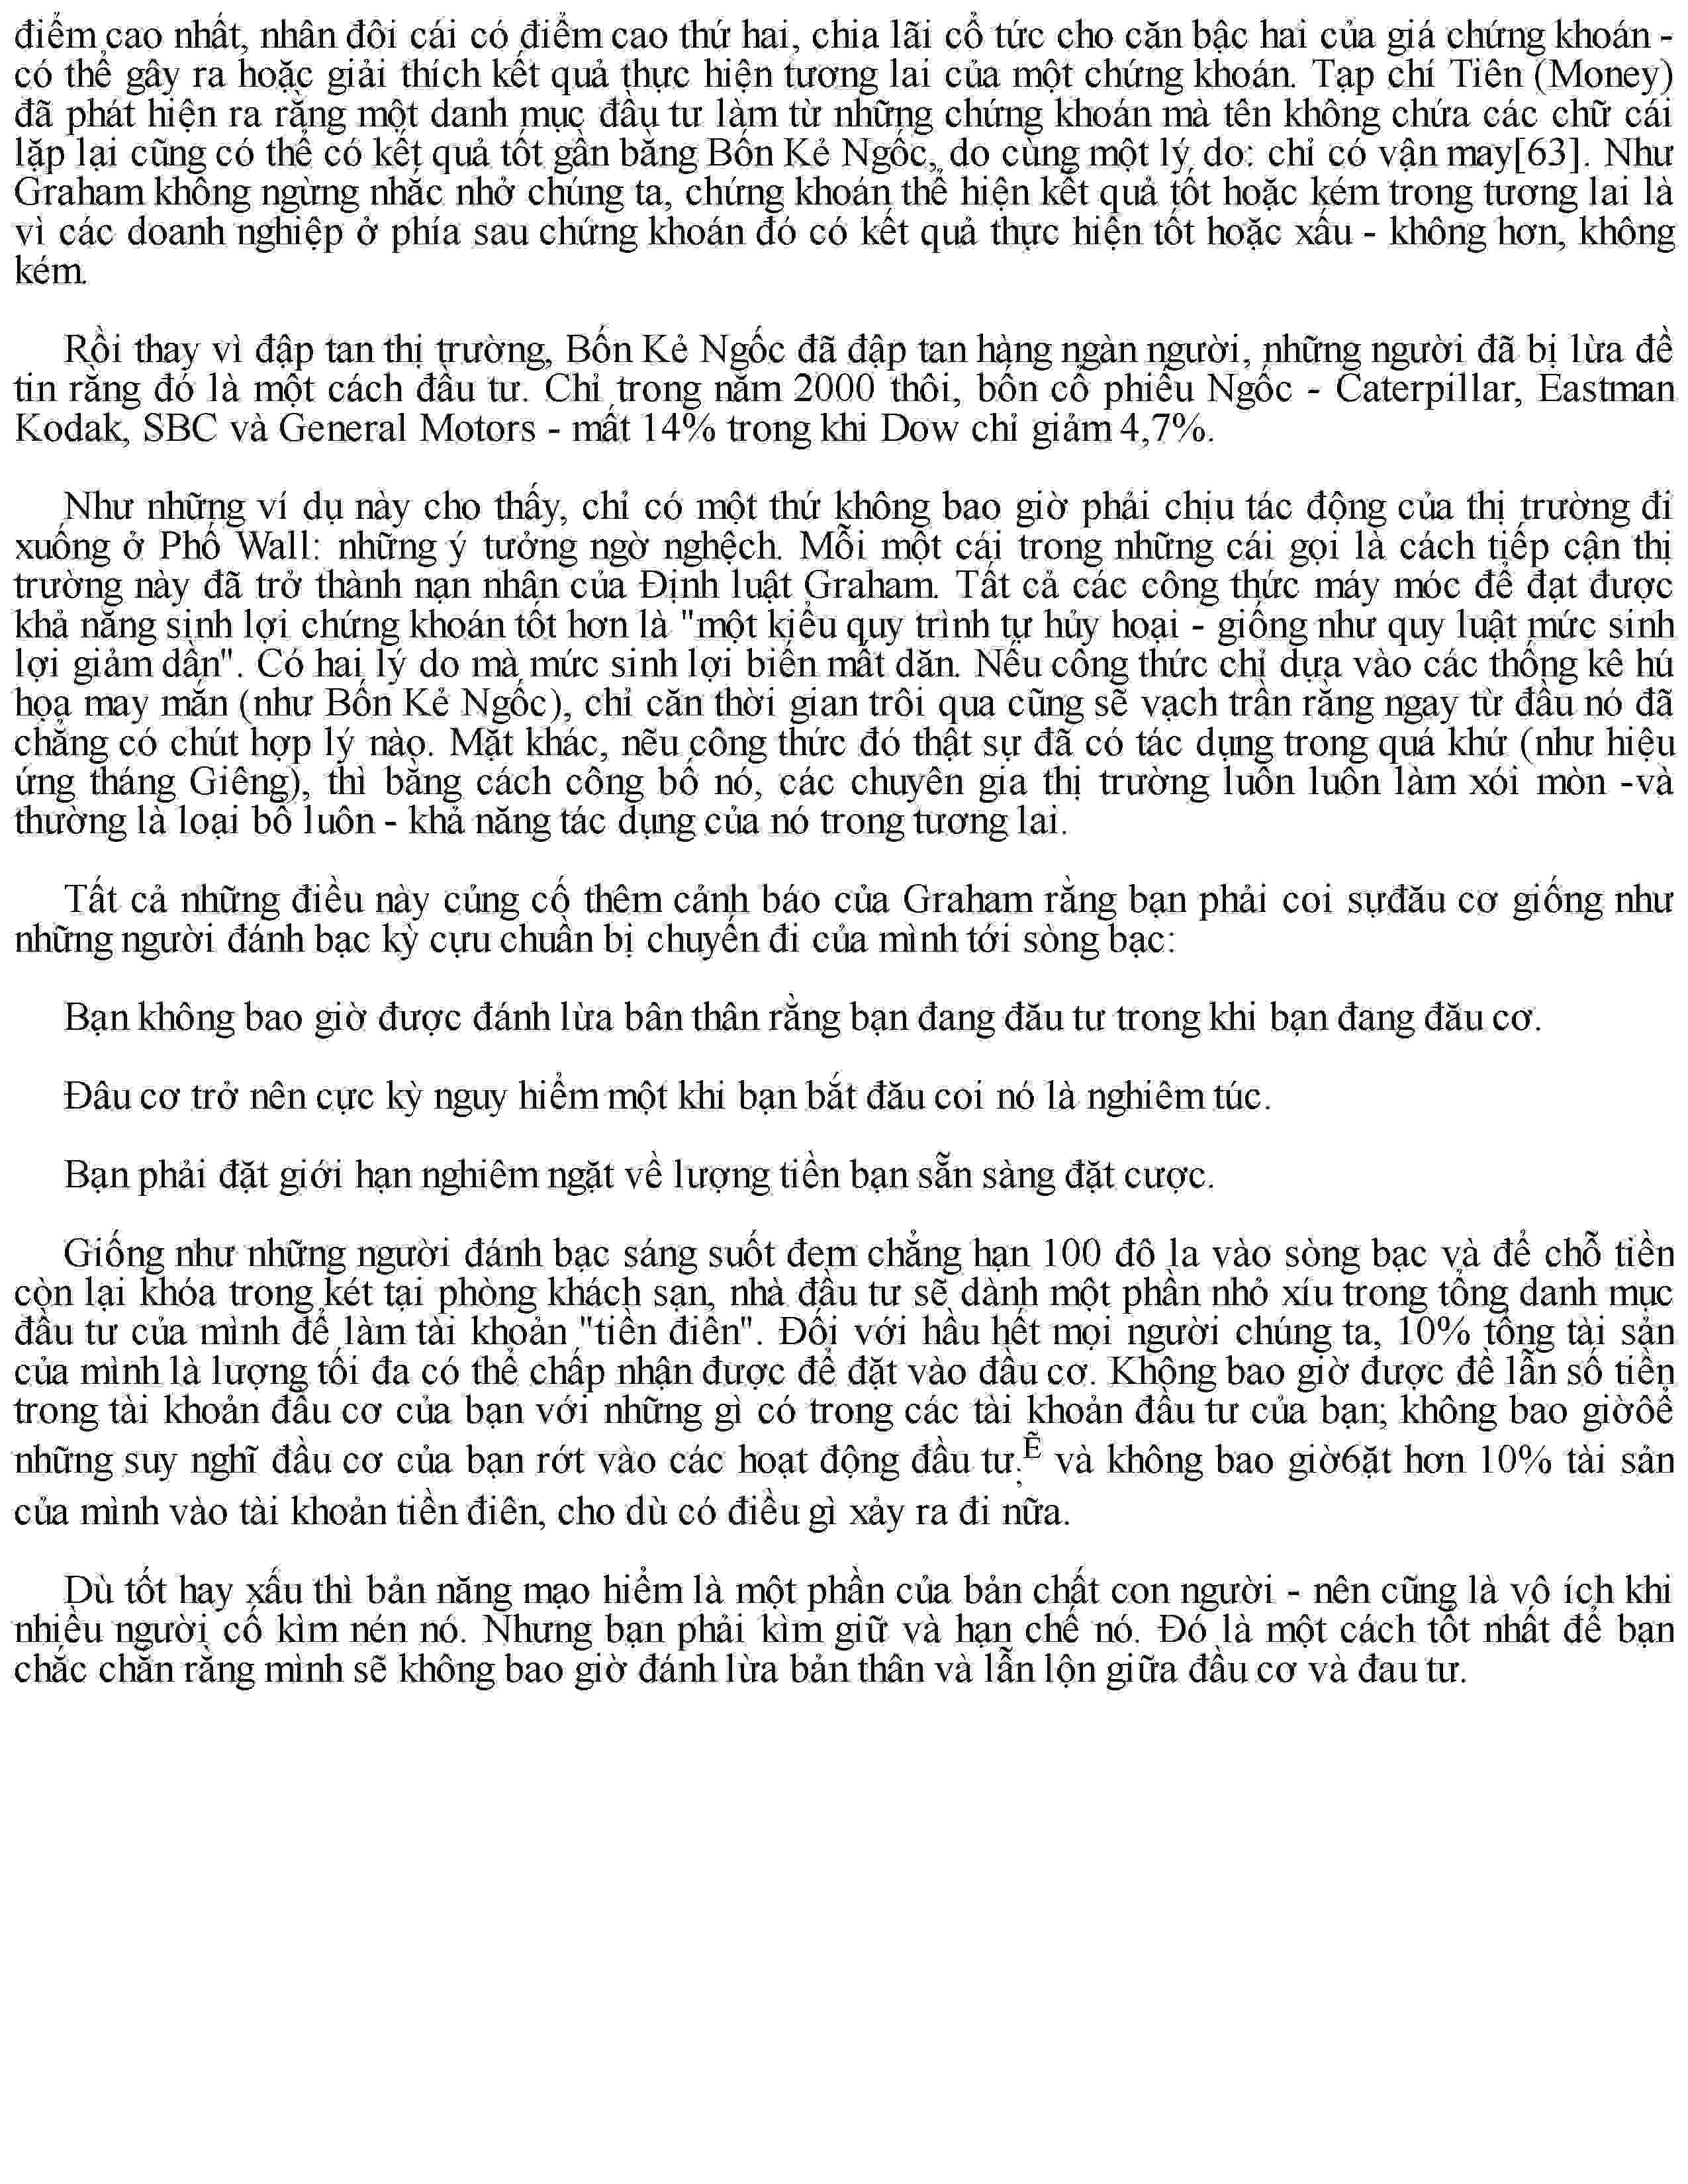 điểm cao nhất, nhân đôi cái có điểm cao thứ hai, chia lãi cổ tức cho căn bậc hai của giá chứng khoán -
có thể gây ra hoặc giải thích kết quả thực hiện tương lai của một chứng khoán. Tạp chí Tiên (Money)
đã phát hiện ra rằng một danh mục đầu tư làm từ những chứng khoán mà tên không chứa các chữ cái
lặp lại cũng có thể có kết quả tốt gần bằng Bốn Kẻ Ngốc, do cùng một lý do: chỉ có vận may[63]. Như
Graham không ngừng nhắc nhở chúng ta, chứng khoán thể hiện kết quả tốt hoặc kém trong tương lai là
vì các doanh nghiệp ở phía sau chứng khoán đó có kết quả thực hiện tốt hoặc xấu - không hơn, không
kém.
Rồi thay vì đập tan thị trường, Bốn Kẻ Ngốc đã đập tan hàng ngàn người, những người đã bị lừa đề
tin rằng đó là một cách đầu tư. Chỉ trong năm 2000 thôi, bốn cổ phiếu Ngốc - Caterpillar, Eastman
Kodak, SBC và General Motors - mất 14% trong khi Dow chỉ giảm 4,7%.
Như những ví dụ này cho thấy, chỉ có một thứ không bao giờ phải chịu tác động của thị trường đi
xuống ở Phố Wall: những ý tưởng ngờ nghệch. Mỗi một cái trong những cái gọi là cách tiếp cận thị
trường này đã trở thành nạn nhân của Định luật Graham. Tất cả các công thức máy móc để đạt được
khả năng sinh lợi chứng khoán tốt hơn là "một kiểu quy trình tự hủy hoại - giống như quy luật mức sinh
lợi giảm dần". Có hai lý do mà mức sinh lợi biến mất dăn. Nếu công thức chỉ dựa vào các thống kê hú
họa may mắn (như Bốn Kẻ Ngốc), chỉ căn thời gian trôi qua cũng sẽ vạch trần rằng ngay từ đầu nó đã
chẳng có chút hợp lý nào. Mặt khác, nẽu công thức đó thật sự đã có tác dụng trong quá khứ (như hiệu
ứng tháng Giêng), thì bằng cách công bố nó, các chuyên gia thị trường luôn luôn làm xói mòn -và
thường là loại bỏ luôn - khả năng tác dụng của nó trong tương lai.
Tất cả những điều này củng cố thêm cảnh báo của Graham rằng bạn phải coi sựđău cơ giống như
những người đánh bạc kỳ cựu chuẩn bị chuyến đi của mình tới sòng bạc:
Bạn không bao giờ được đánh lừa bân thân rằng bạn đang đău tư trong khi bạn đang đău cơ.
Đâu cơ trở nên cực kỳ nguy hiểm một khi bạn bắt đău coi nó là nghiêm túc.
Bạn phải đặt giới hạn nghiêm ngặt về lượng tiền bạn sẵn sàng đặt cược.
Giống như những người đánh bạc sáng suốt đem chẳng hạn 100 đô la vào sòng bạc và để chỗ tiền
còn lại khóa trong két tại phòng khách sạn, nhà đầu tư sẽ dành một phần nhỏ xíu trong tổng danh mục
đầu tư của mình để làm tài khoản "tiền điên". Đối với hầu hết mọi người chúng ta, 10% tổng tài sản
của mình là lượng tối đa có thể chấp nhận được để đặt vào đầu cơ. Không bao giờ được đề lẫn số tiền
trong tài khoản đầu cơ của bạn với những gì có trong các tài khoản đầu tư của bạn; không bao giờôể
những suy nghĩ đầu cơ của bạn rớt vào các hoạt động đầu tư;Ẽ và không bao giờ6ặt hơn 10% tài sản
của mình vào tài khoản tiền điên, cho dù có điều gì xảy ra đi nữa.
Dù tốt hay xấu thì bản năng mạo hiểm là một phần của bản chất con người - nên cũng là vô ích khi
nhiều người cố kìm nén nó. Nhưng bạn phải kìm giữ và hạn chế nó. Đó là một cách tốt nhất để bạn
chắc chắn rằng mình sẽ không bao giờ đánh lừa bản thân và lẫn lộn giữa đầu cơ và đau tư.